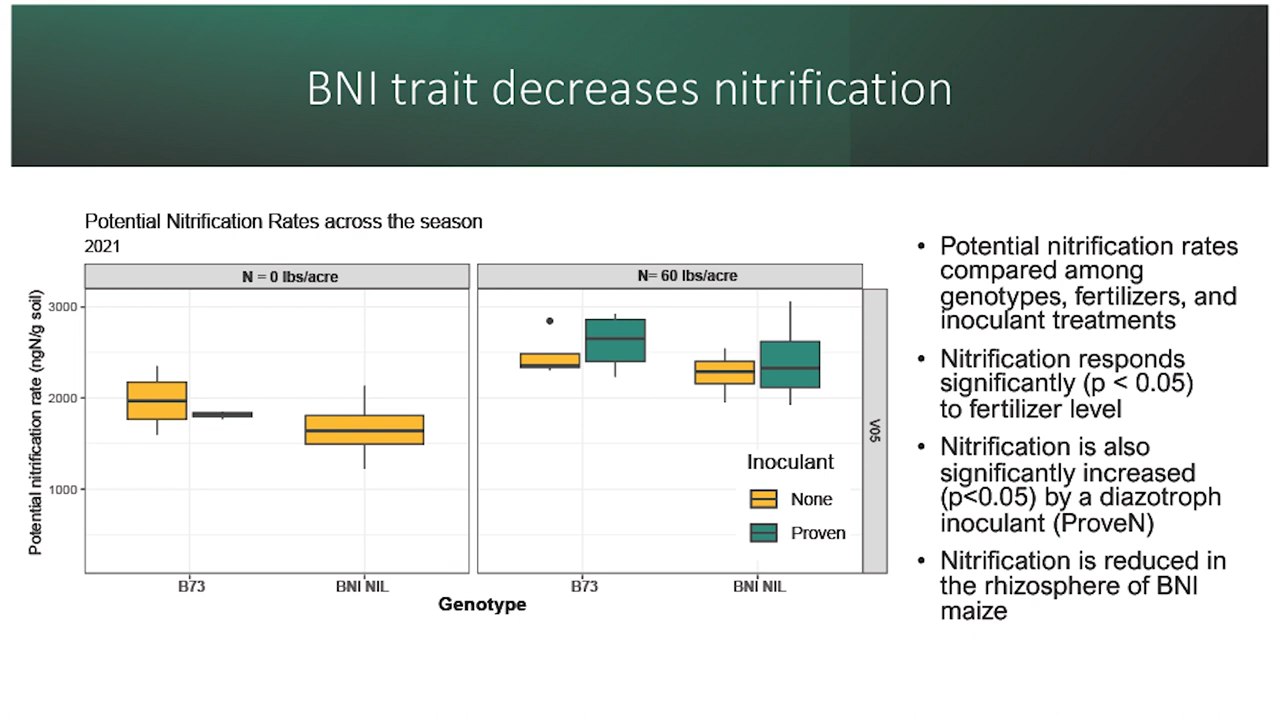 BNI trait decreases nitrification
Potential Nitrification Rates across the season
2021
N = 0 lbs/acre
N= 60 lbs/acre
Potential nitrification rate (ngN/g soil)
3000
2000
1000
V05
Inoculant
None
Proven
B73
BNI NIL
B73
BNI NIL
Genotype
• Potential nitrification rates
compared among
genotypes, fertilizers, and
inoculant treatments
• Nitrification responds
significantly (p < 0.05)
to fertilizer level
• Nitrification is also
significantly increased
(p<0.05) by a diazotroph
inoculant (ProveN)
• Nitrification is reduced in
the rhizosphere of BNI
maize